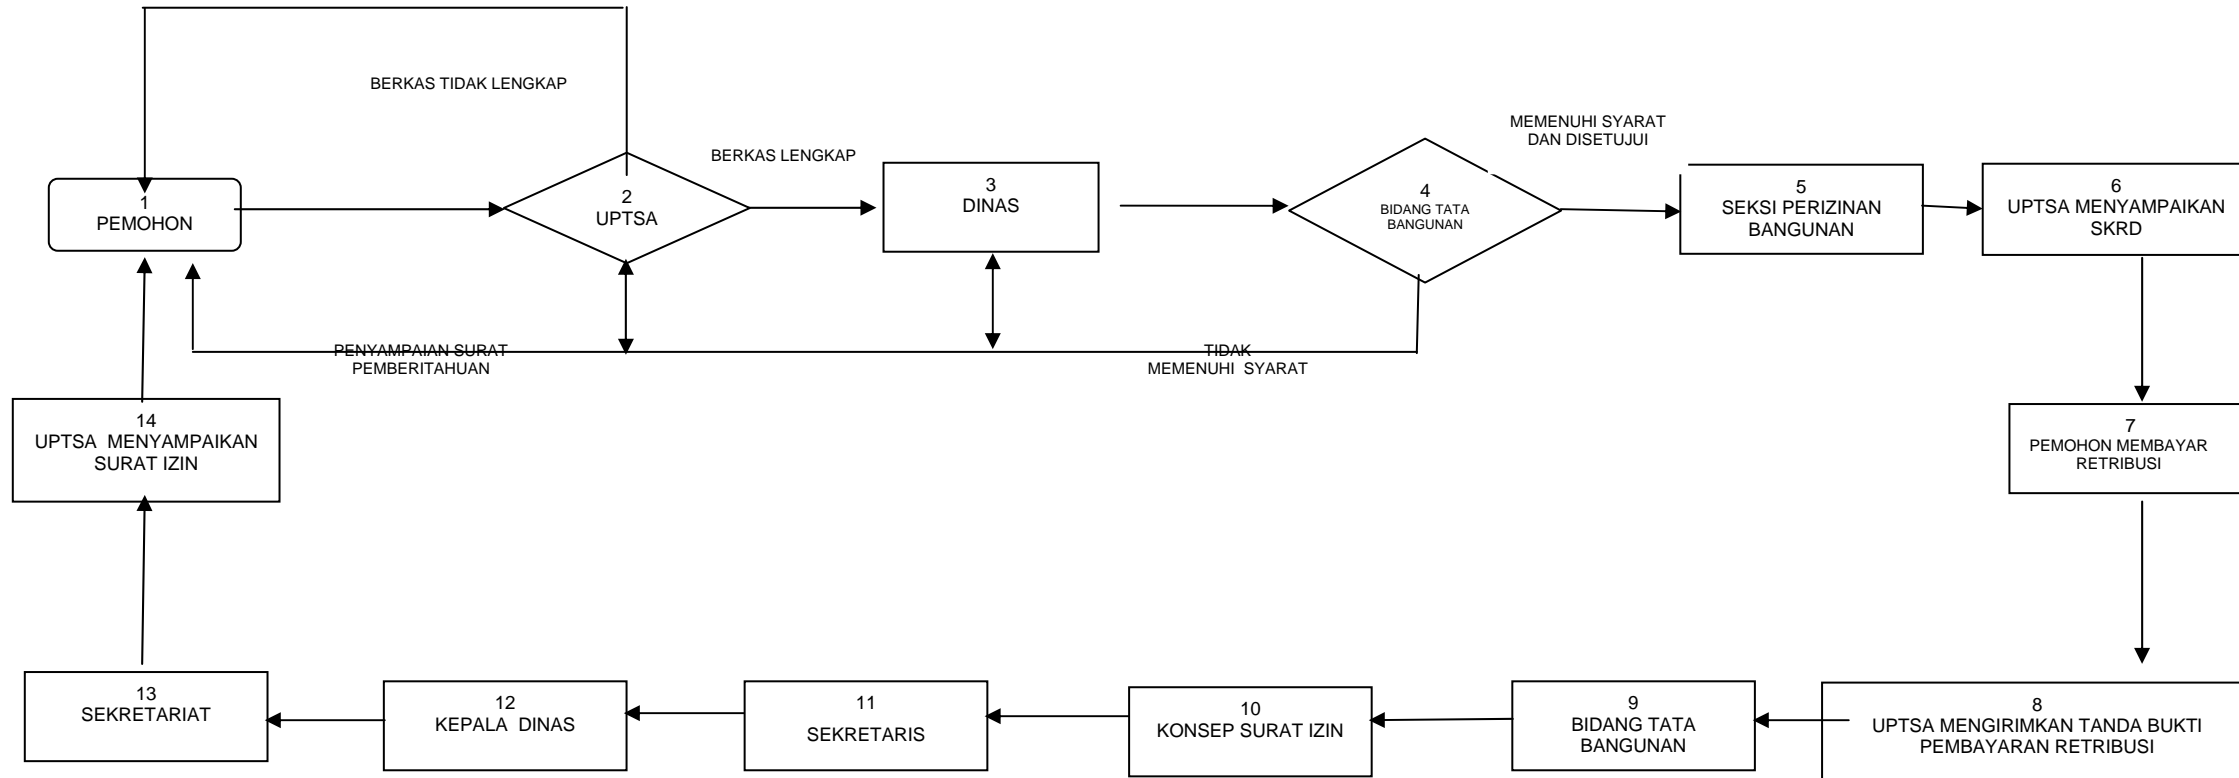 BERKAS TIDAK LENGKAP
MEMENUHI SYARAT
DAN DISETUJUI
BERKAS LENGKAP
1
PEMOHON
2
UPTSA
3
DINAS
4
BIDANG TATA
BANGUNAN
5
SEKSI PERIZINAN
BANGUNAN
6
UPTSA MENYAMPAIKAN
SKRD
PENYAMPAIAN SURAT
PEMBERITAHUAN
TIDAK
MEMENUHI SYARAT
14
UPTSA MENYAMPAIKAN
SURAT IZIN
7
PEMOHON MEMBAYAR
RETRIBUSI
13
SEKRETARIAT
12
KEPALA DINAS
11
SEKRETARIS
10
KONSEP SURAT IZIN
9
BIDANG TATA
BANGUNAN
8
UPTSA MENGIRIMKAN TANDA BUKTI
PEMBAYARAN RETRIBUSI